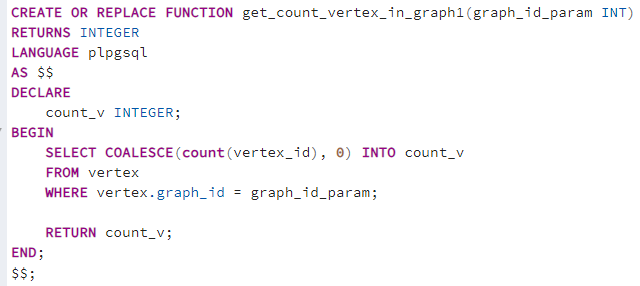 CREATE OR REPLACE FUNCTION get_count_vertex_in_graph1(graph_id_param INT)
RETURNS INTEGER
LANGUAGE plpgsql
AS $$
DECLARE
    count_v INTEGER;
BEGIN
    SELECT COALESCE(count(vertex_id), 0) INTO count_v
    FROM vertex
    WHERE vertex.graph_id = graph_id_param;

    RETURN count_v;
END;
$$;